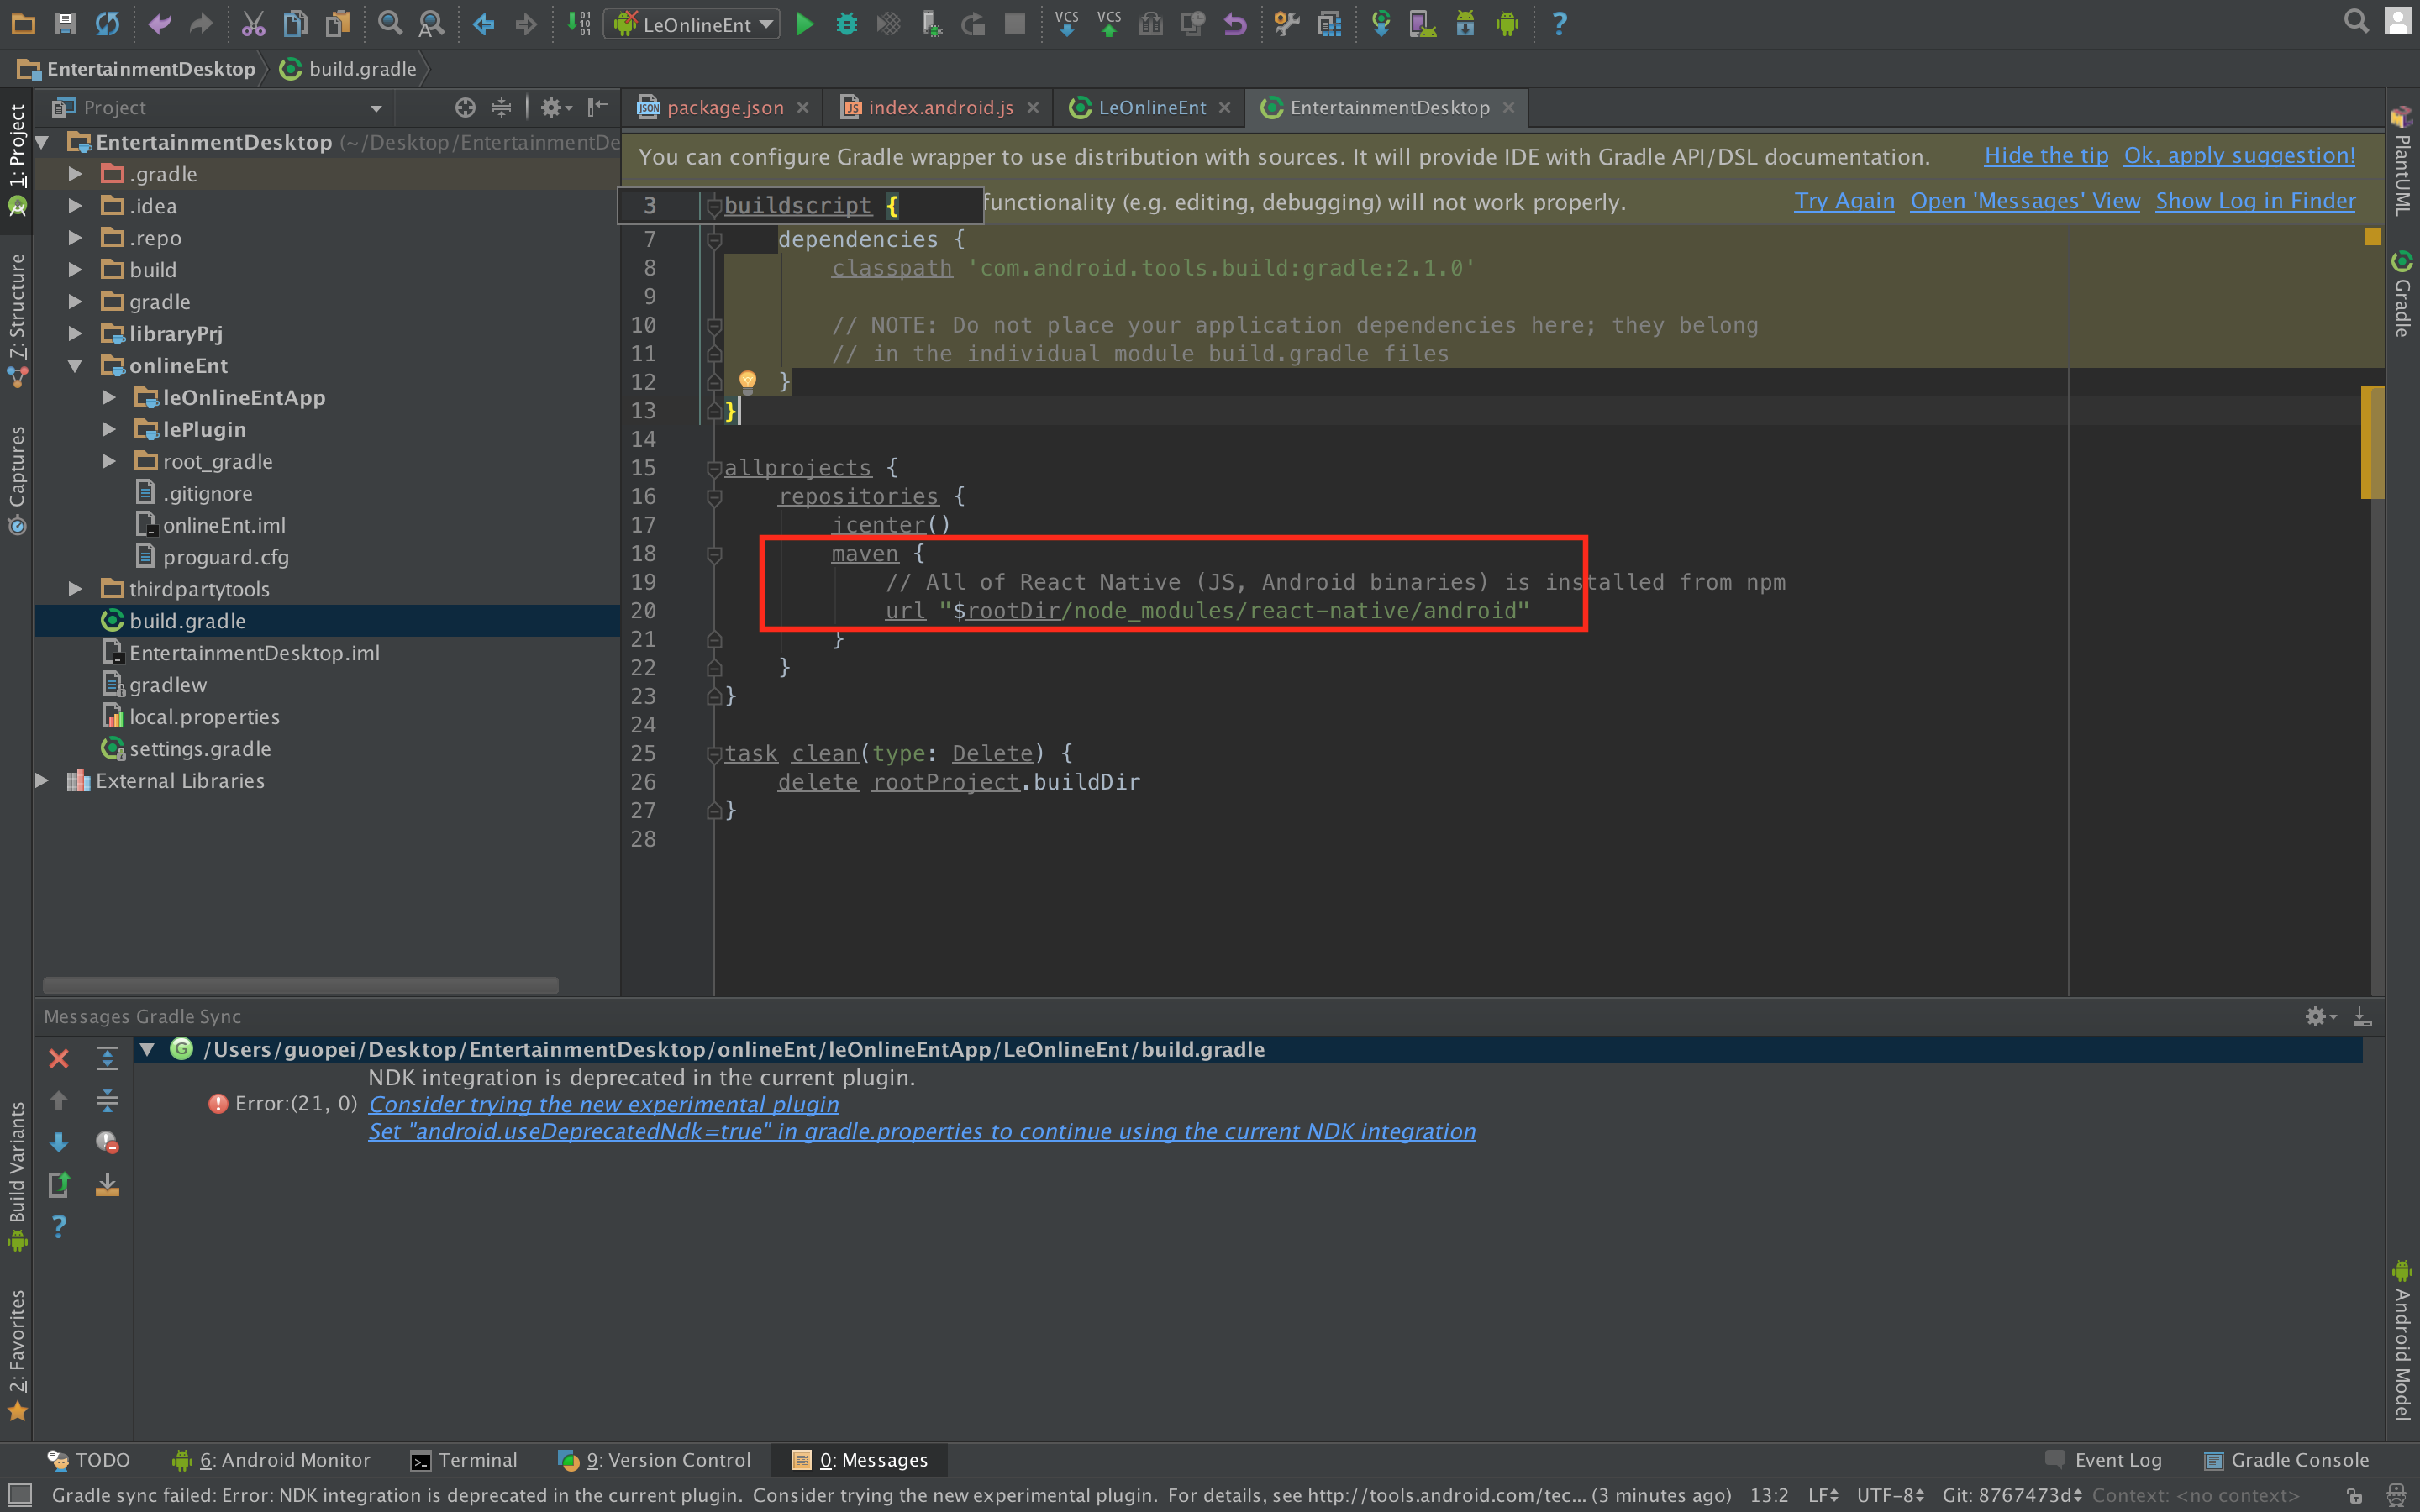 LeOnlineEnt
VCS VCS
EntertainmentDesktop build.gradle
Project
package.json index.android.js LeOnlineEnt EntertainmentDesktop
EntertainmentDesktop (~/Desktop/EntertainmentDe
.gradle
.idea
.repo
build
gradle
libraryPrj
onlineEnt
leOnlineEntApp
lePlugin
root_gradle
.gitignore
onlineEnt.iml
proguard.cfg
thirdpartytools
build.gradle
EntertainmentDesktop.iml
gradlew
local.properties
settings.gradle
External Libraries
You can configure Gradle wrapper to use distribution with sources. It will provide IDE with Gradle API/DSL documentation. Hide the tip Ok, apply suggestion!
functionality (e.g. editing, debugging) will not work properly. Try Again Open 'Messages' View Show Log in Finder
3 buildscript {
7 dependencies {
8 classpath 'com.android.tools.build:gradle:2.1.0'
9
10 // NOTE: Do not place your application dependencies here; they belong
11 // in the individual module build.gradle files
12 }
13 }
14
15 allprojects {
16 repositories {
17 jcenter()
18 maven {
19 // All of React Native (JS, Android binaries) is installed from npm
20 url "$rootDir/node_modules/react-native/android"
21 }
22 }
23 }
24
25 task clean(type: Delete) {
26 delete rootProject.buildDir
27 }
28
1: Project
7: Structure
Captures
Build Variants
2: Favorites
PlantUML
Gradle
Android Model
Messages Gradle Sync
/Users/guopei/Desktop/EntertainmentDesktop/onlineEnt/leOnlineEntApp/LeOnlineEnt/build.gradle
NDK integration is deprecated in the current plugin.
Error:(21, 0) Consider trying the new experimental plugin
Set "android.useDeprecatedNdk=true" in gradle.properties to continue using the current NDK integration
TODO 6: Android Monitor Terminal 9: Version Control 0: Messages Event Log Gradle Console
Gradle sync failed: Error: NDK integration is deprecated in the current plugin. Consider trying the new experimental plugin. For details, see http://tools.android.com/tec... (3 minutes ago) 13:2 LF UTF-8 Git: 8767473d Context: <no context>